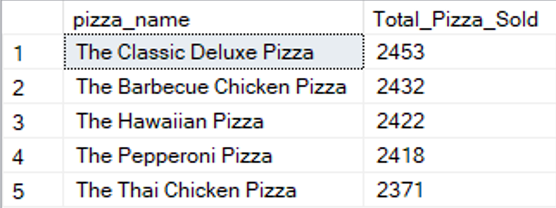 pizza_name Total_Pizza_Sold
1 The Classic Deluxe Pizza 2453
2 The Barbecue Chicken Pizza 2432
3 The Hawaiian Pizza 2422
4 The Pepperoni Pizza 2418
5 The Thai Chicken Pizza 2371